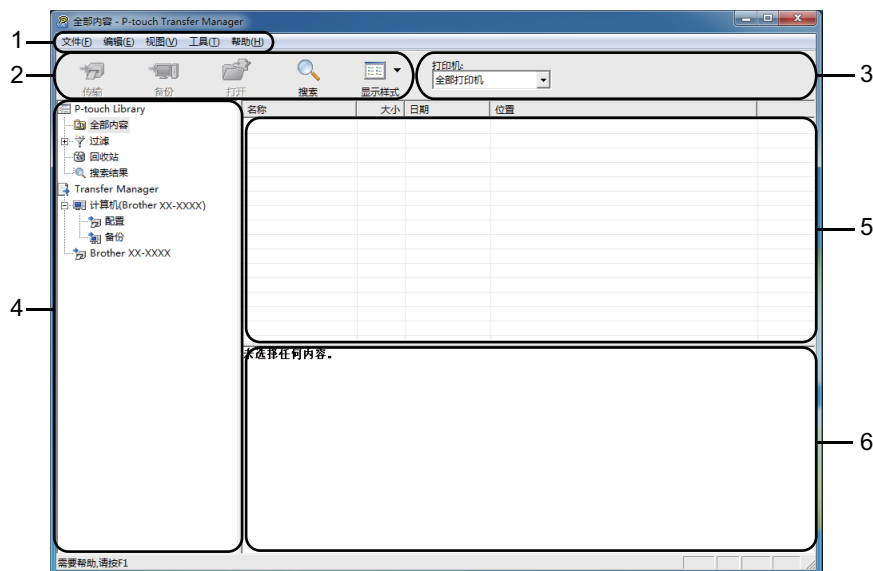 全部内容 - P-touch Transfer Manager
1
文件(F) 编辑(E) 视图(V) 工具(T) 帮助(H)
2
传输 备份 打开 搜索 显示样式
打印机:
全部打印机
3
P-touch Library
全部内容
过滤
回收站
搜索结果
Transfer Manager
计算机(Brother XX-XXXX)
配置
备份
Brother XX-XXXX
4
名称 大小 日期 位置
5
未选择任何内容。
6
需要帮助,请按F1